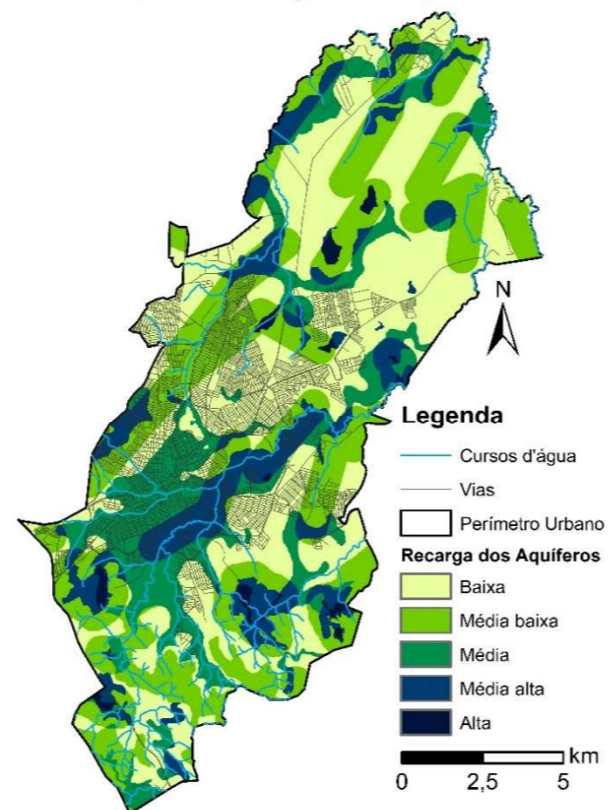 N
Legenda
Cursos d'água
Vias
Perímetro Urbano
Recarga dos Aquíferos
Baixa
Média baixa
Média
Média alta
Alta
km
0 2,5 5